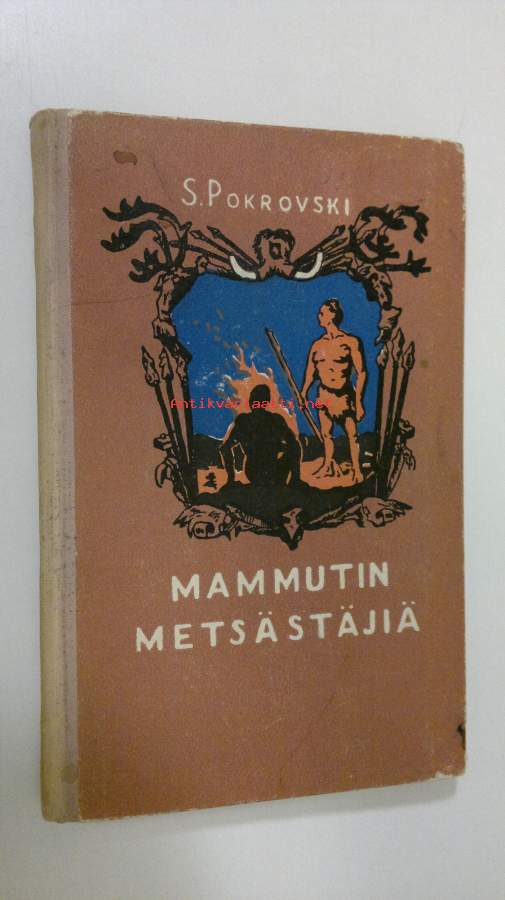 S. POKROVSKI
Antikvariaatti.net
MAMMUTIN
METSÄSTÄJIÄ